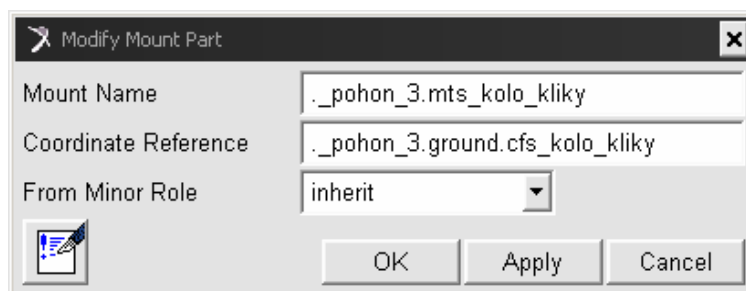 Modify Mount Part
Mount Name ._pohon_3.mts_kolo_kliky
Coordinate Reference ._pohon_3.ground.cfs_kolo_kliky
From Minor Role inherit
OK Apply Cancel